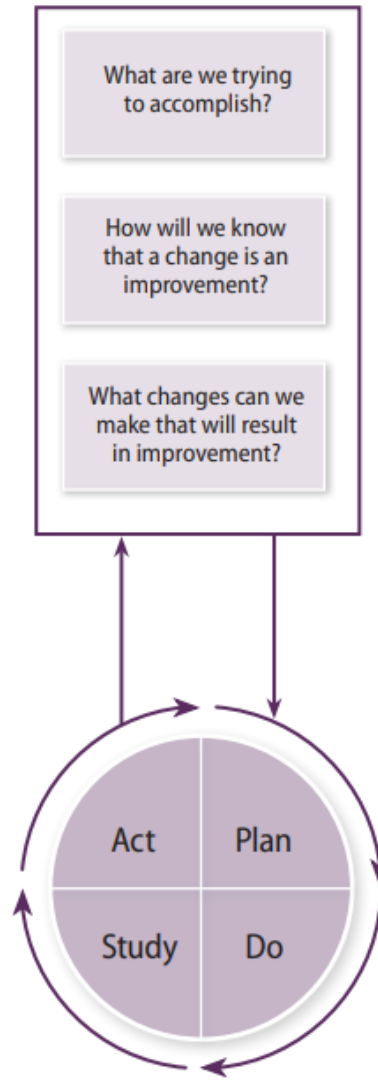 What are we trying
to accomplish?
How will we know
that a change is an
improvement?
What changes can we
make that will result
in improvement?
Act
Plan
Study
Do